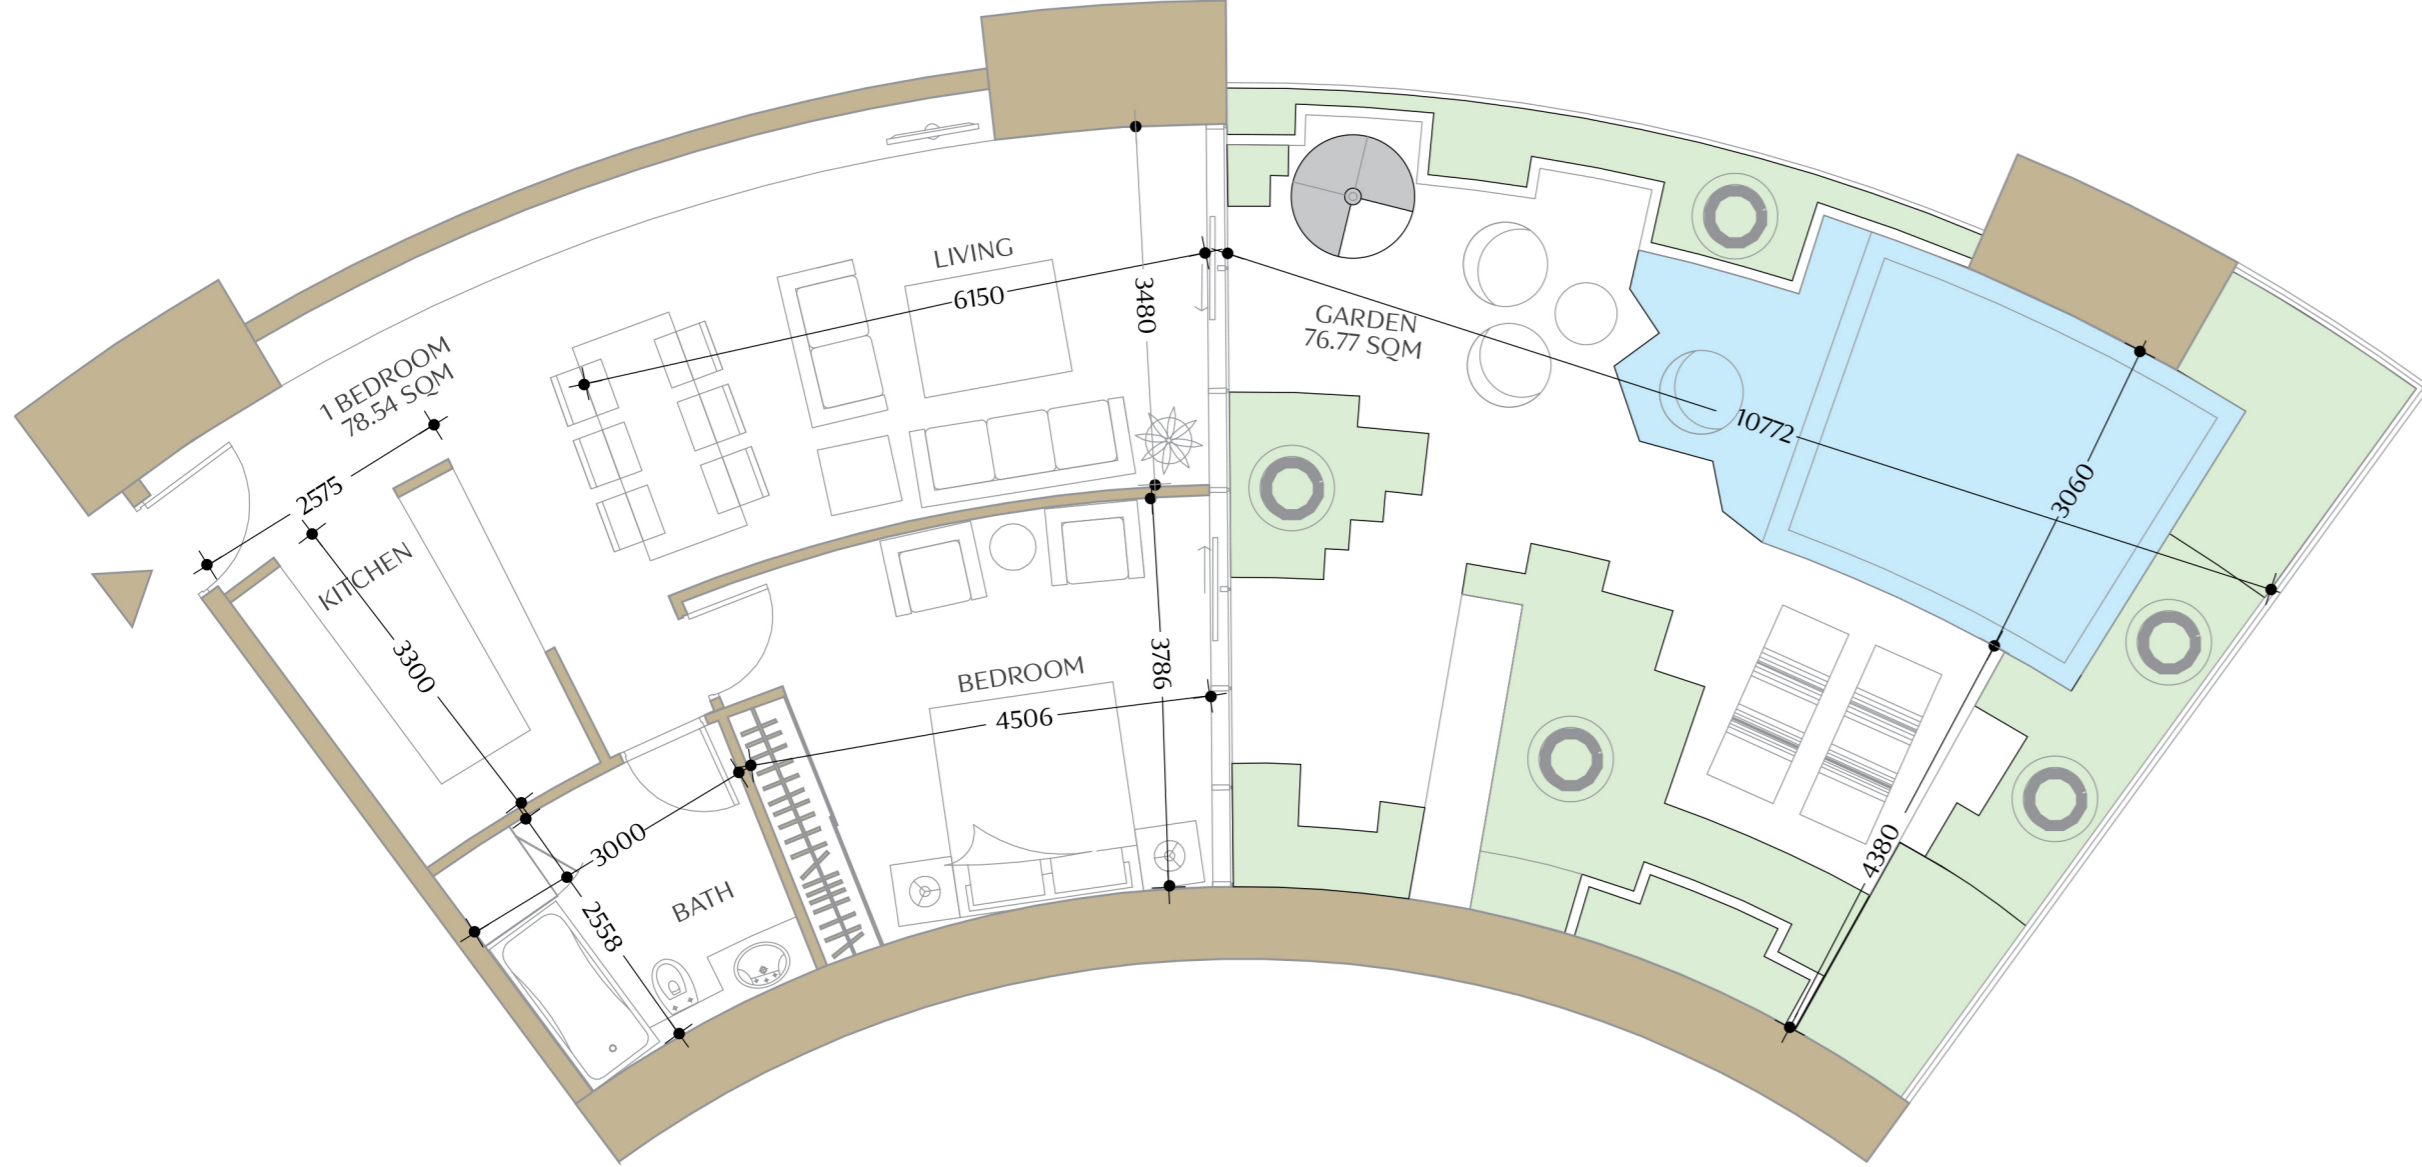 1 BEDROOM
78.54 SQM
2575
KITCHEN
3300
LIVING
6150
3480
BEDROOM
3786
4506
3000
BATH
2558
GARDEN
76.77 SQM
10772
3060
4380